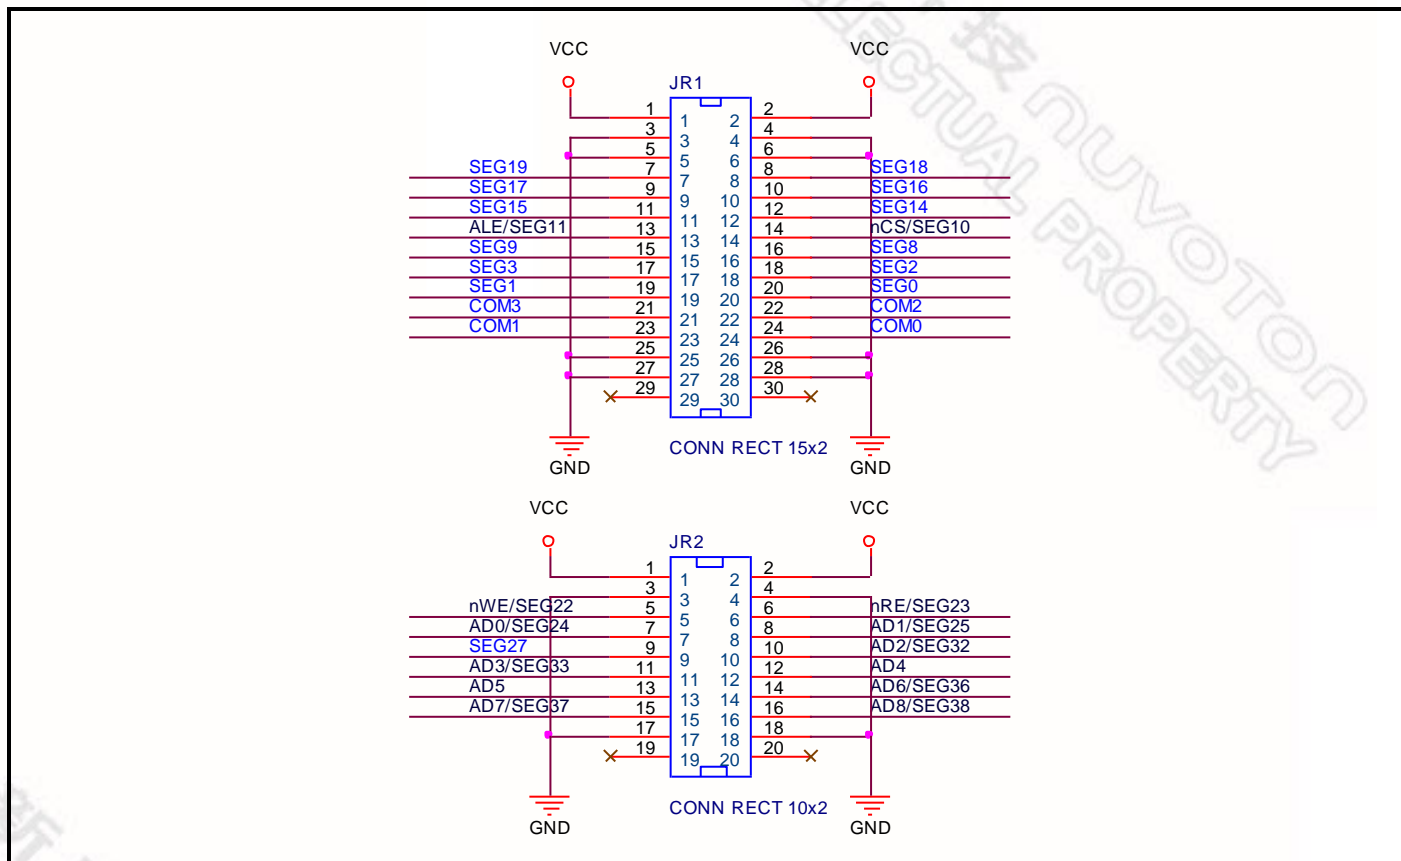 VCC VCC
JR1
1 1 2 2
3 3 4 4
5 5 6 6
SEG19 7 7 8 8 SEG18
SEG17 9 9 10 10 SEG16
SEG15 11 11 12 12 SEG14
ALE/SEG11 13 13 14 14 nCS/SEG10
SEG9 15 15 16 16 SEG8
SEG3 17 17 18 18 SEG2
SEG1 19 19 20 20 SEG0
COM3 21 21 22 22 COM2
COM1 23 23 24 24 COM0
25 25 26 26
27 27 28 28
29 29 30 30
CONN RECT 15x2
GND GND
VCC VCC
JR2
1 1 2 2
3 3 4 4
nWE/SEG22 5 5 6 6 nRE/SEG23
AD0/SEG24 7 7 8 8 AD1/SEG25
SEG27 9 9 10 10 AD2/SEG32
AD3/SEG33 11 11 12 12 AD4
AD5 13 13 14 14 AD6/SEG36
AD7/SEG37 15 15 16 16 AD8/SEG38
17 17 18 18
19 19 20 20
CONN RECT 10x2
GND GND
技 nuvoton
LECTUAL PROPERTY
新